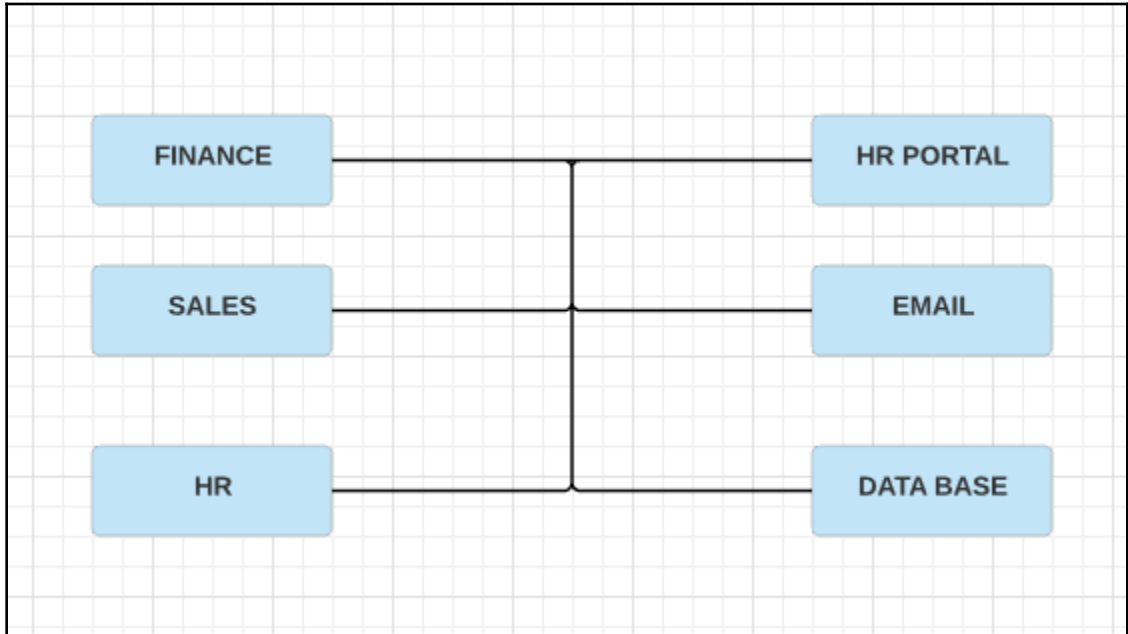 FINANCE
HR PORTAL
SALES
EMAIL
HR
DATA BASE